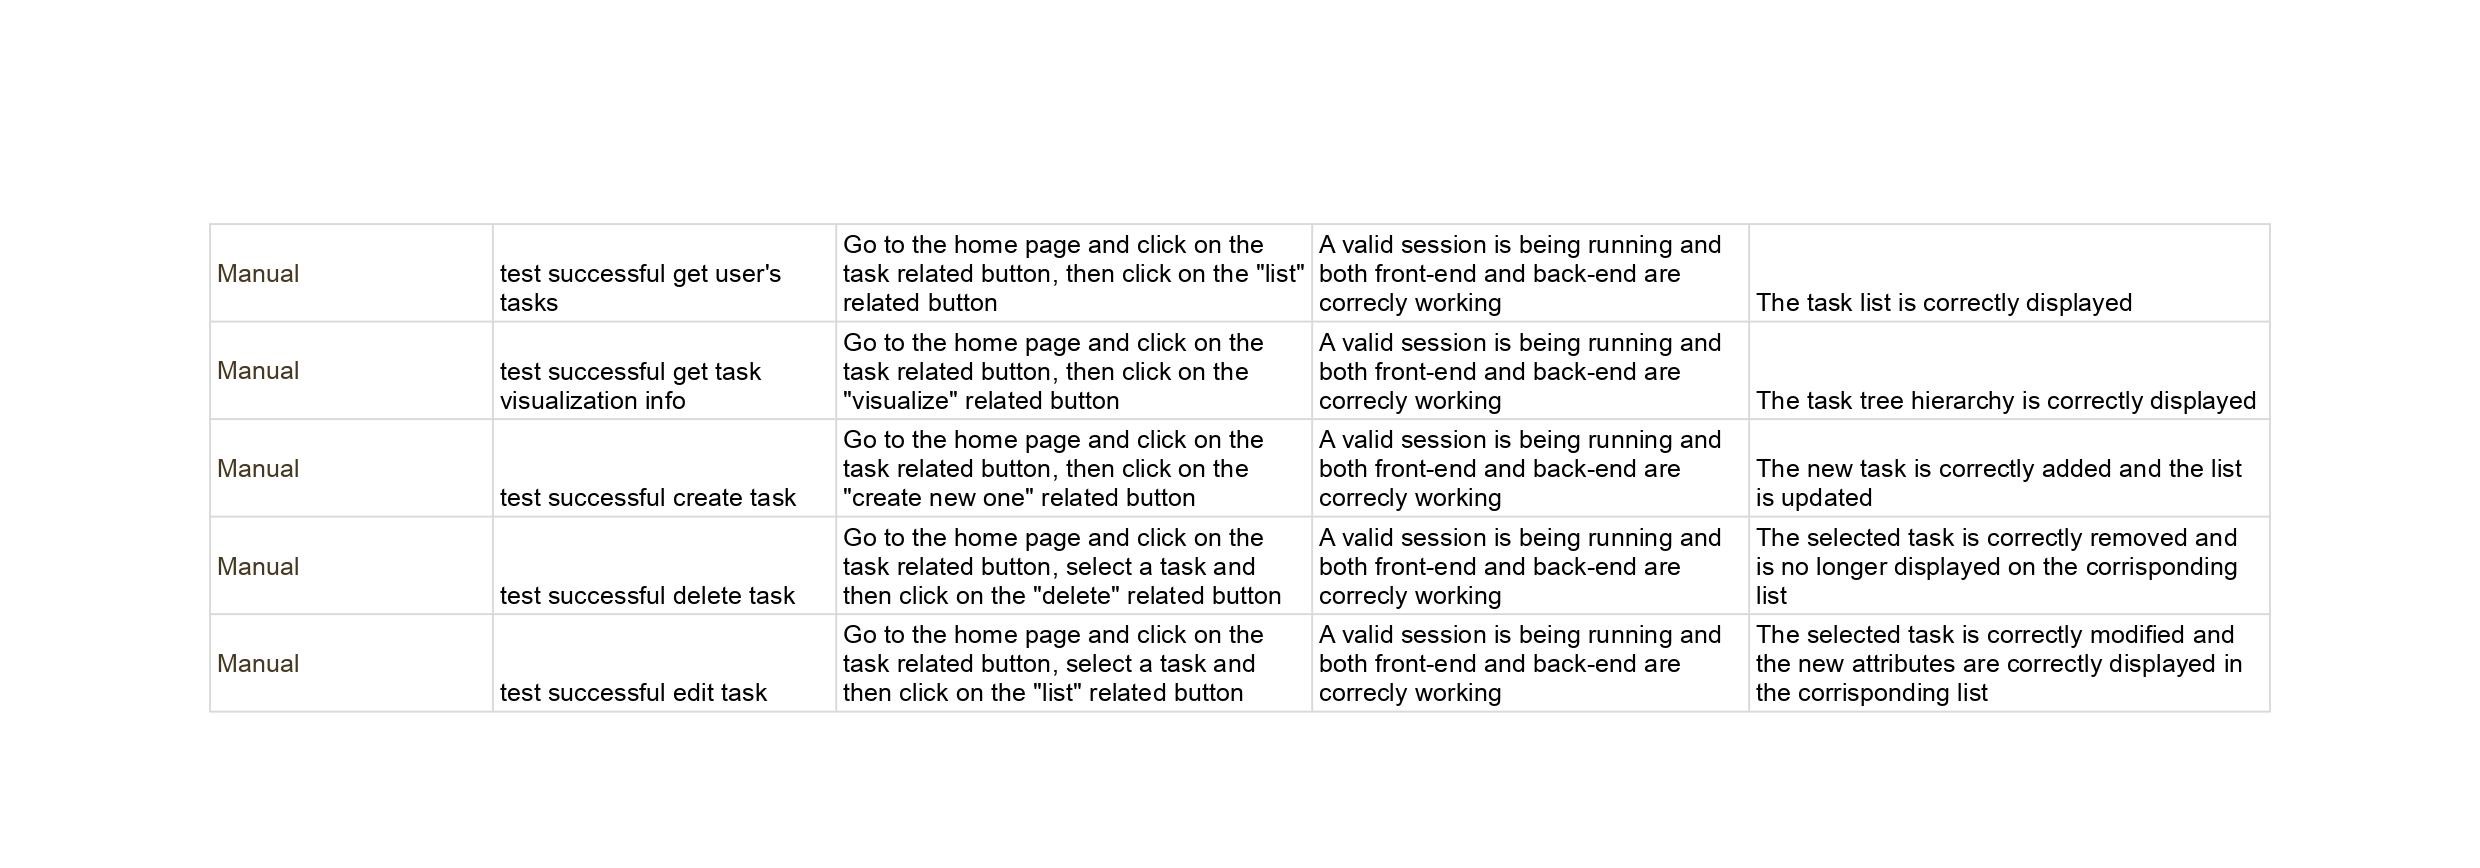 Manual
test successful get user's
tasks
Go to the home page and click on the
task related button, then click on the "list"
related button
A valid session is being running and
both front-end and back-end are
correcly working
The task list is correctly displayed
Manual
test successful get task
visualization info
Go to the home page and click on the
task related button, then click on the
"visualize" related button
A valid session is being running and
both front-end and back-end are
correcly working
The task tree hierarchy is correctly displayed
Manual
test successful create task
Go to the home page and click on the
task related button, then click on the
"create new one" related button
A valid session is being running and
both front-end and back-end are
correcly working
The new task is correctly added and the list
is updated
Manual
test successful delete task
Go to the home page and click on the
task related button, select a task and
then click on the "delete" related button
A valid session is being running and
both front-end and back-end are
correcly working
The selected task is correctly removed and
is no longer displayed on the corrisponding
list
Manual
test successful edit task
Go to the home page and click on the
task related button, select a task and
then click on the "list" related button
A valid session is being running and
both front-end and back-end are
correcly working
The selected task is correctly modified and
the new attributes are correctly displayed in
the corrisponding list